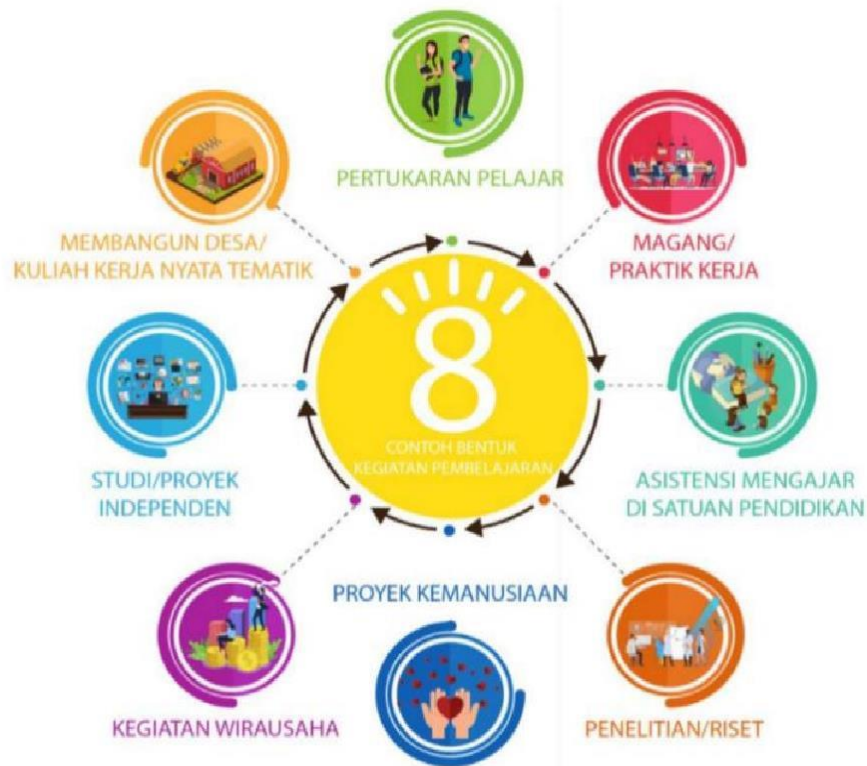 PERTUKARAN PELAJAR
MAGANG/
PRAKTIK KERJA
ASISTENSI MENGAJAR
DI SATUAN PENDIDIKAN
PENELITIAN/RISET
PROYEK KEMANUSIAAN
KEGIATAN WIRAUSAHA
STUDI/PROYEK
INDEPENDEN
MEMBANGUN DESA/
KULIAH KERJA NYATA TEMATIK
8
CONTOH BENTUK
KEGIATAN PEMBELAJARAN